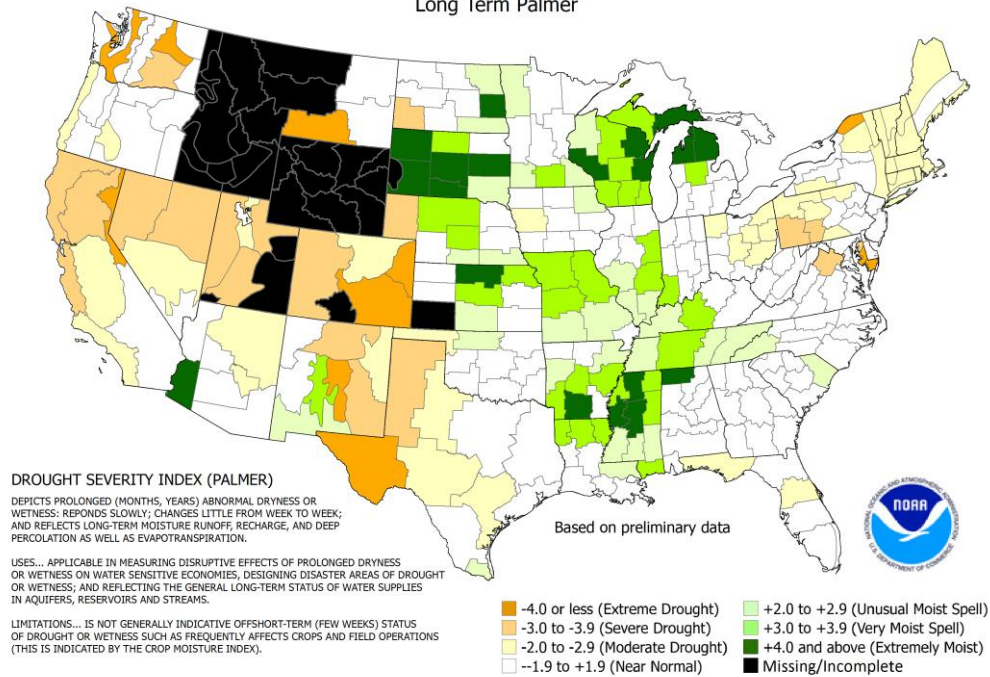 Long Term Palmer
DROUGHT SEVERITY INDEX (PALMER)
DEPICTS PROLONGED (MONTHS, YEARS) ABNORMAL DRYNESS OR
WETNESS: REPONDS SLOWLY; CHANGES LITTLE FROM WEEK TO WEEK;
AND REFLECTS LONG-TERM MOISTURE RUNOFF, RECHARGE, AND DEEP
PERCOLATION AS WELL AS EVAPOTRANSPIRATION.
USES... APPLICABLE IN MEASURING DISRUPTIVE EFFECTS OF PROLONGED DRYNESS
OR WETNESS ON WATER SENSITIVE ECONOMIES, DESIGNING DISASTER AREAS OF DROUGHT
OR WETNESS; AND REFLECTING THE GENERAL LONG-TERM STATUS OF WATER SUPPLIES
IN AQUIFERS, RESERVOIRS AND STREAMS.
LIMITATIONS... IS NOT GENERALLY INDICATIVE OFFSHORT-TERM (FEW WEEKS) STATUS
OF DROUGHT OR WETNESS SUCH AS FREQUENTLY AFFECTS CROPS AND FIELD OPERATIONS
(THIS IS INDICATED BY THE CROP MOISTURE INDEX).
Based on preliminary data
NATIONAL OCEANIC AND ATMOSPHERIC ADMINISTRATION
NOAA
U.S. DEPARTMENT OF COMMERCE
-4.0 or less (Extreme Drought)
-3.0 to -3.9 (Severe Drought)
-2.0 to -2.9 (Moderate Drought)
--1.9 to +1.9 (Near Normal)
+2.0 to +2.9 (Unusual Moist Spell)
+3.0 to +3.9 (Very Moist Spell)
+4.0 and above (Extremely Moist)
Missing/Incomplete